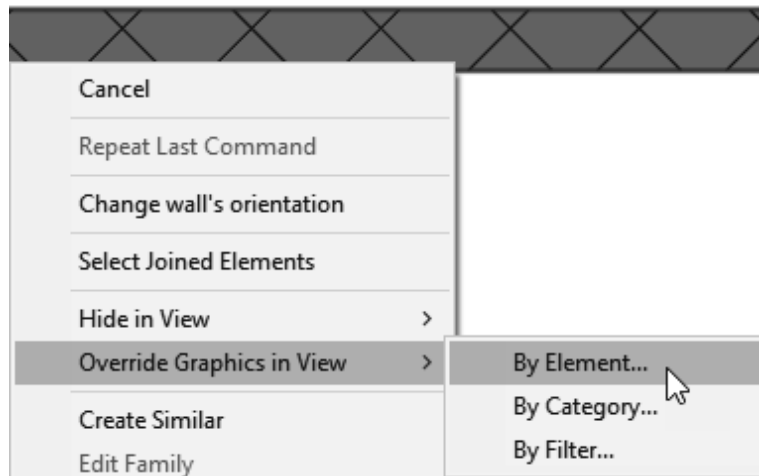 Cancel
Repeat Last Command
Change wall's orientation
Select Joined Elements
Hide in View
Override Graphics in View
By Element...
By Category...
By Filter...
Create Similar
Edit Family